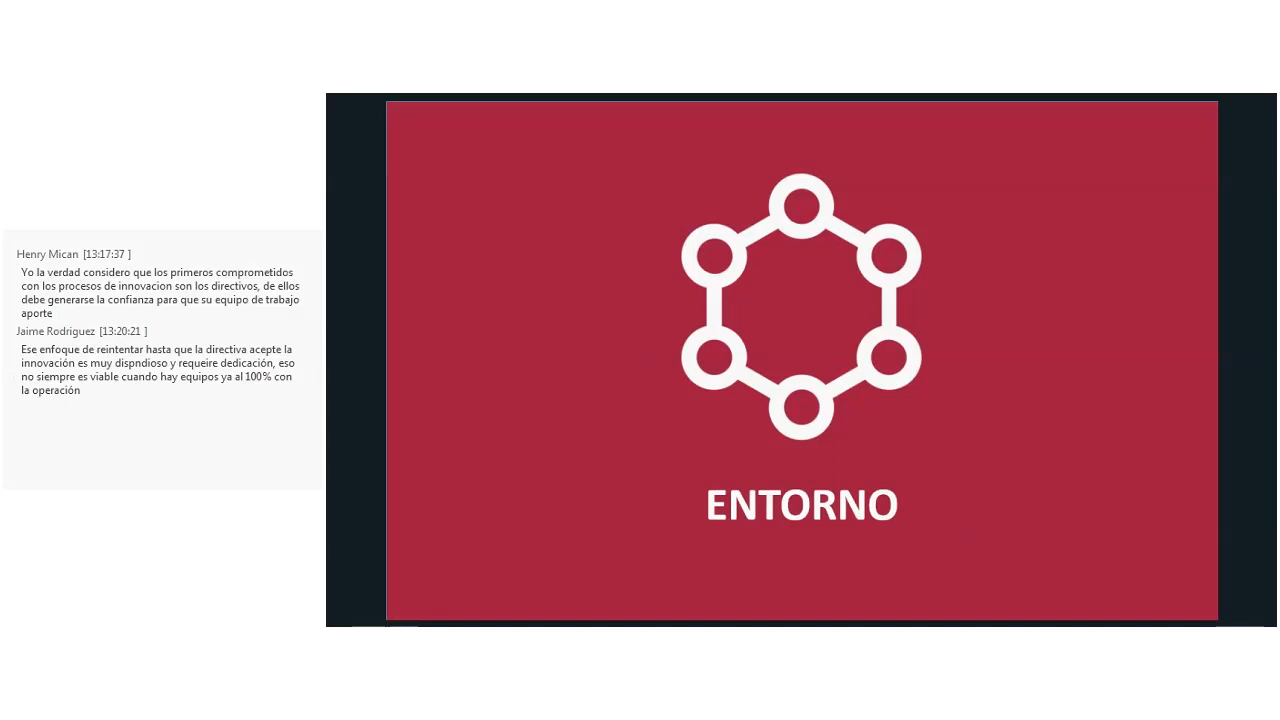 Henry Mican [13:17:37 ]
Yo la verdad considero que los primeros comprometidos
con los procesos de innovacion son los directivos, de ellos
debe generarse la confianza para que su equipo de trabajo
aporte
Jaime Rodriguez [13:20:21 ]
Ese enfoque de reintentar hasta que la directiva acepte la
innovación es muy dispndioso y requeire dedicación, eso
no siempre es viable cuando hay equipos ya al 100% con
la operación
ENTORNO